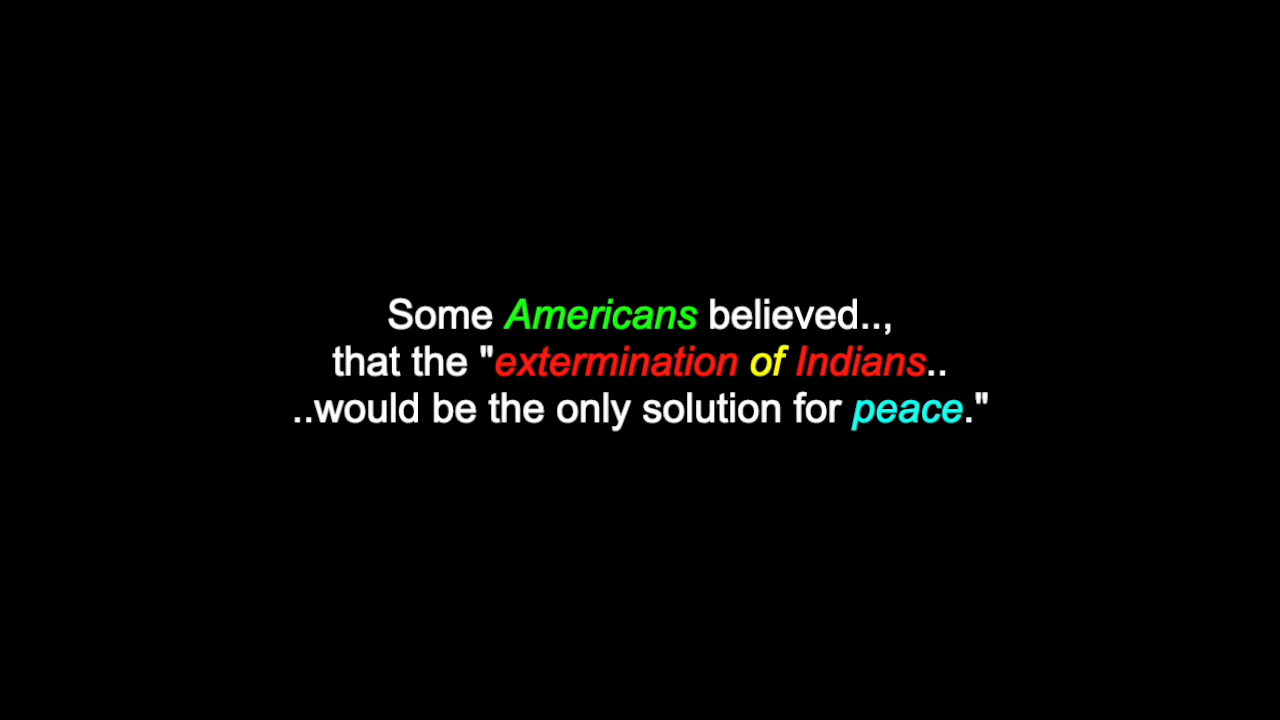 Some Americans believed..,
that the "extermination of Indians..
..would be the only solution for peace."